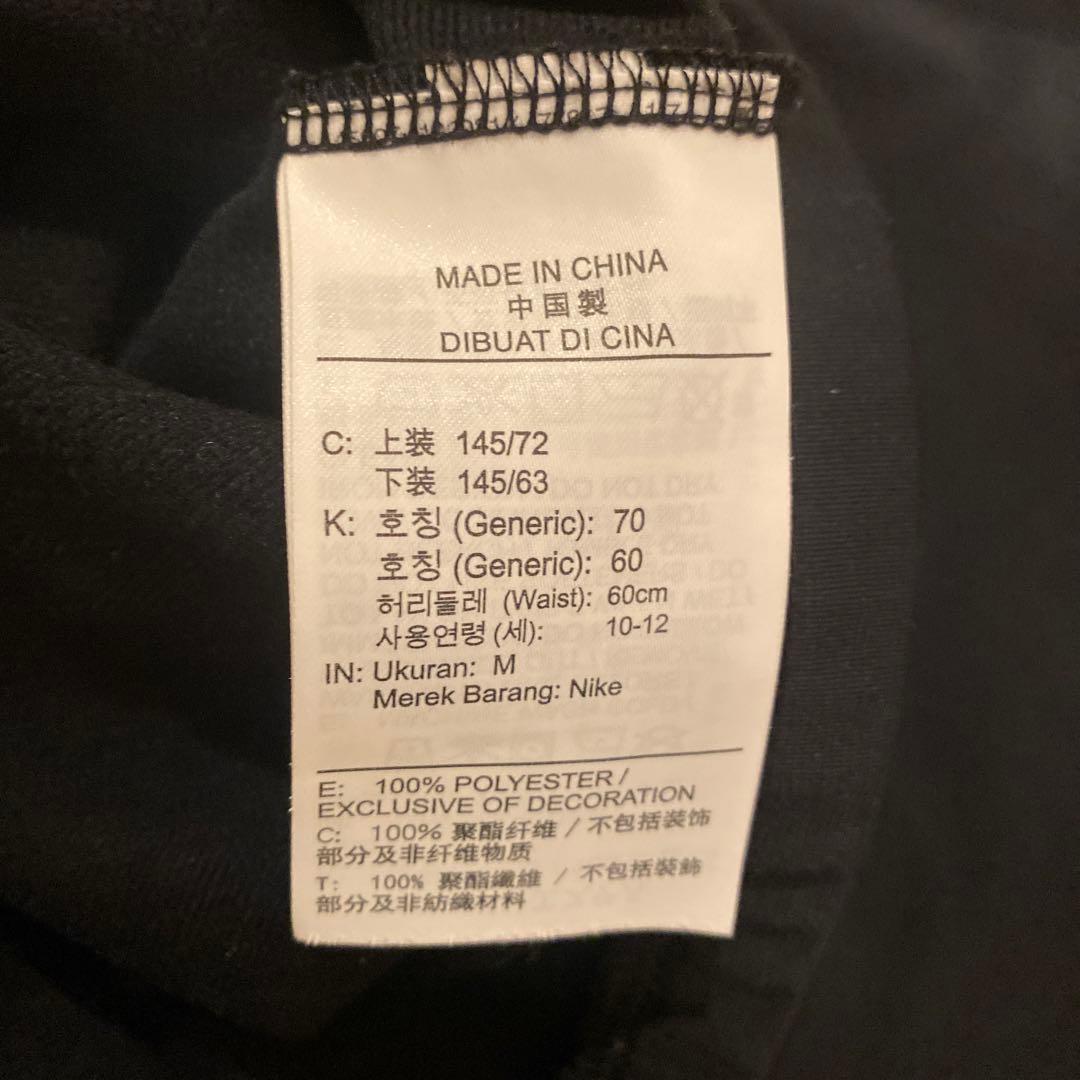 MADE IN CHINA
中国製
DIBUAT DI CINA
C: 上装 145/72
下装 145/63
K: 호칭 (Generic): 70
호칭 (Generic): 60
허리둘레 (Waist): 60cm
사용연령 (세): 10-12
IN: Ukuran: M
Merek Barang: Nike
E: 100% POLYESTER /
EXCLUSIVE OF DECORATION
C: 100% 聚酯纤维 / 不包括装饰
部分及非纤维物质
T: 100% 聚酯纖維 / 不包括裝飾
部分及非紡織材料